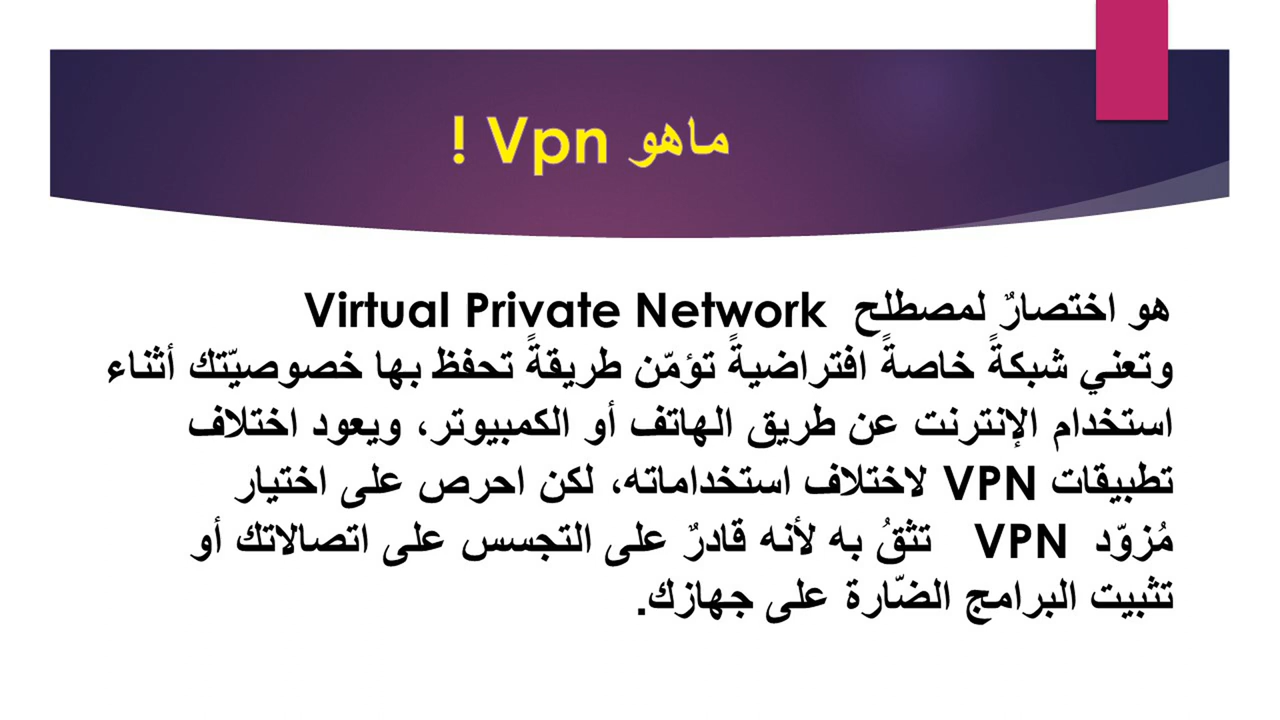 ماهو Vpn !
هو اختصارٌ لمصطلح Virtual Private Network
وتعني شبكةً خاصةً افتراضيةً تؤمّن طريقةً تحفظ بها خصوصيّتك أثناء
استخدام الإنترنت عن طريق الهاتف أو الكمبيوتر، ويعود اختلاف
تطبيقات VPN لاختلاف استخداماته، لكن احرص على اختيار
مُزوّد VPN تثقُ به لأنه قادرٌ على التجسس على اتصالاتك أو
تثبيت البرامج الضّارة على جهازك.